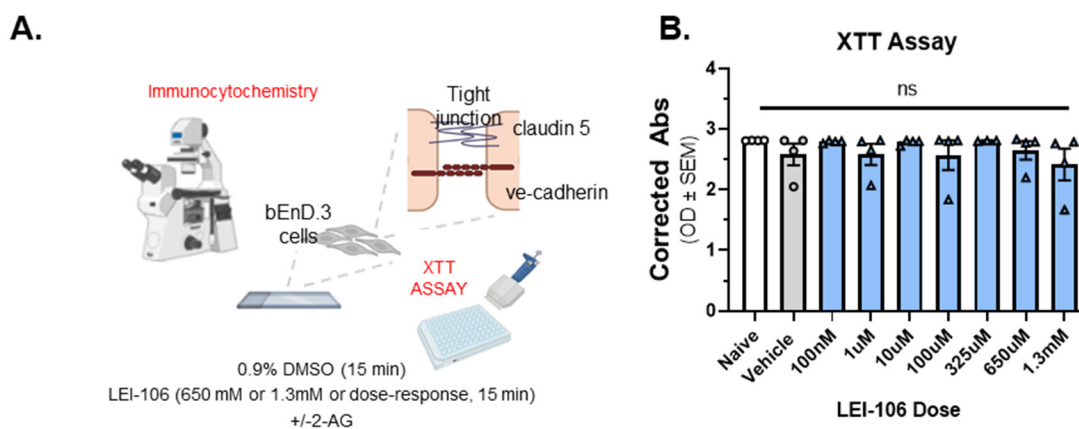 A.
Immunocytochemistry
Tight
junction
claudin 5
ve-cadherin
bEnD.3
cells
XTT
ASSAY
0.9% DMSO (15 min)
LEI-106 (650 mM or 1.3mM or dose-response, 15 min)
+/-2-AG
B.
XTT Assay
ns
Corrected Abs
(OD ± SEM)
4
3
2
1
0
Naive
Vehicle
100nM
1uM
10uM
100uM
325uM
650uM
1.3mM
LEI-106 Dose